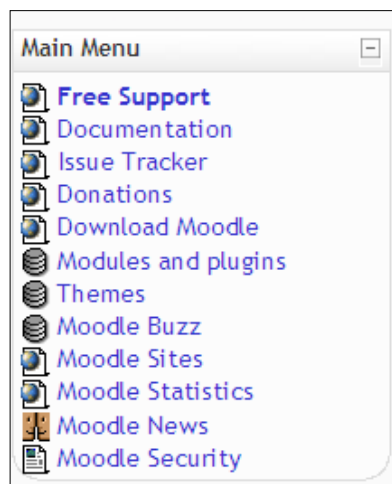 Main Menu
Free Support
Documentation
Issue Tracker
Donations
Download Moodle
Modules and plugins
Themes
Moodle Buzz
Moodle Sites
Moodle Statistics
Moodle News
Moodle Security